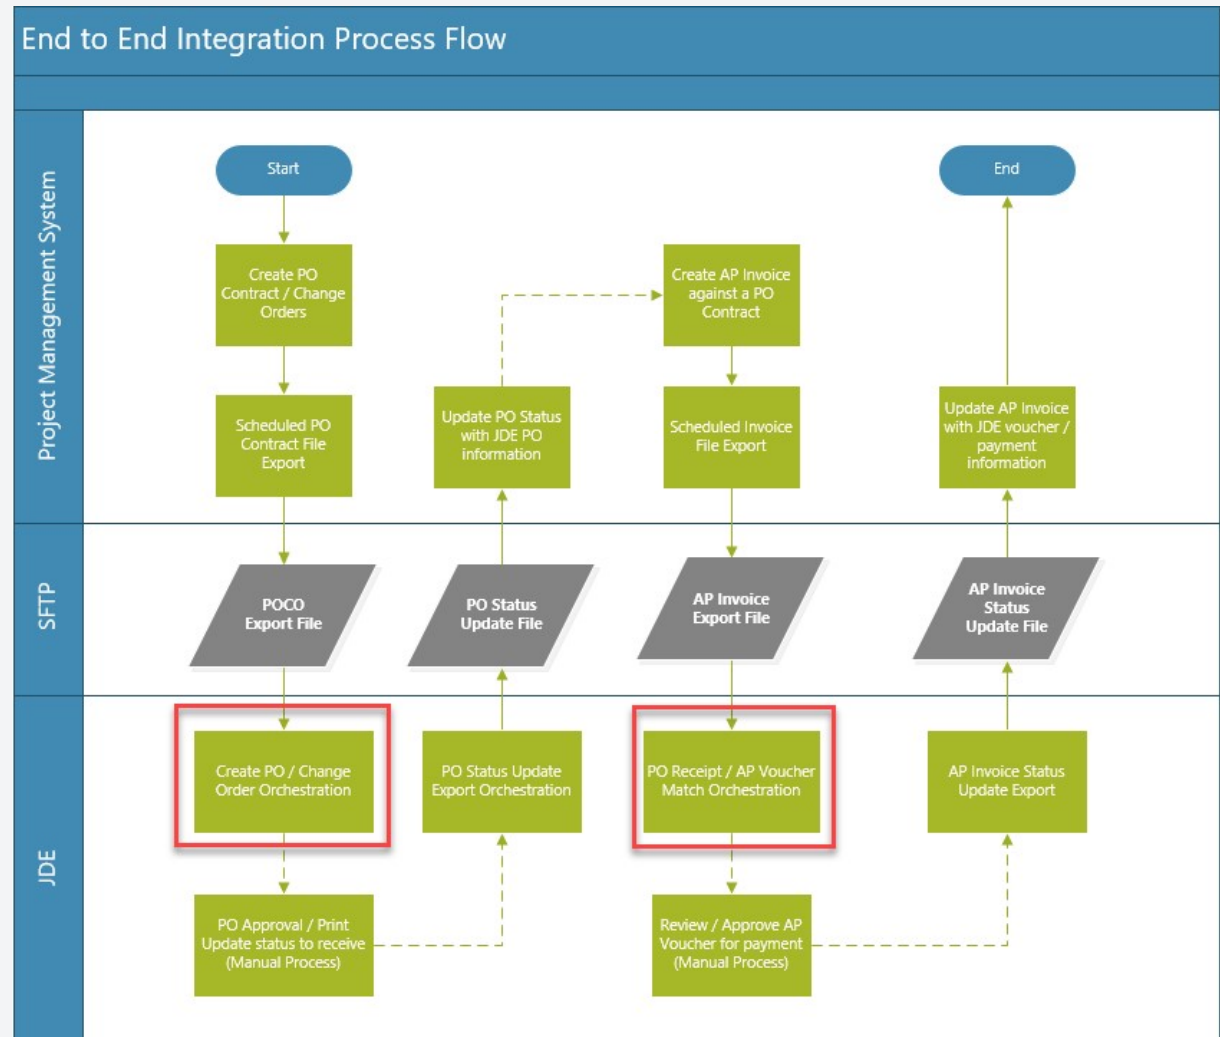 End to End Integration Process Flow
Project Management System
Start
End
Create PO
Contract / Change
Orders
Create AP Invoice
against a PO
Contract
Scheduled PO
Contract File
Export
Update PO Status
with JDE PO
information
Scheduled Invoice
File Export
Update AP Invoice
with JDE voucher /
payment
information
SFTP
POCO
Export File
PO Status
Update File
AP Invoice
Export File
AP Invoice
Status
Update File
JDE
Create PO / Change
Order Orchestration
PO Status Update
Export Orchestration
PO Receipt / AP Voucher
Match Orchestration
AP Invoice Status
Update Export
PO Approval / Print
Update status to receive
(Manual Process)
Review / Approve AP
Voucher for payment
(Manual Process)